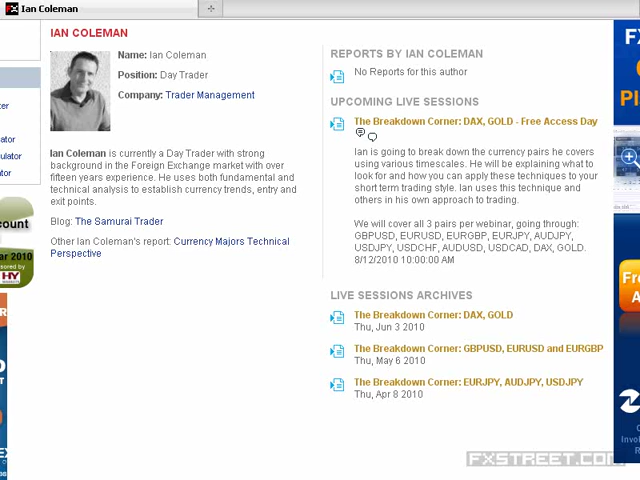 Ian Coleman
IAN COLEMAN
Name: Ian Coleman
Position: Day Trader
Company: Trader Management
Ian Coleman is currently a Day Trader with strong
background in the Foreign Exchange market with over
fifteen years experience. He uses both fundamental and
technical analysis to establish currency trends, entry and
exit points.
Blog: The Samurai Trader
Other Ian Coleman's report: Currency Majors Technical
Perspective
REPORTS BY IAN COLEMAN
No Reports for this author
UPCOMING LIVE SESSIONS
The Breakdown Corner: DAX, GOLD - Free Access Day
Ian is going to break down the currency pairs he covers
using various timescales. He will be explaining what to
look for and how you can apply these techniques to your
short term trading style. Ian uses this technique and
others in his own approach to trading.
We will cover all 3 pairs per webinar, going through:
GBPUSD, EURUSD, EURGBP, EURJPY, AUDJPY,
USDJPY, USDCHF, AUDUSD, USDCAD, DAX, GOLD.
8/12/2010 10:00:00 AM
LIVE SESSIONS ARCHIVES
The Breakdown Corner: DAX, GOLD
Thu, Jun 3 2010
The Breakdown Corner: GBPUSD, EURUSD and EURGBP
Thu, May 6 2010
The Breakdown Corner: EURJPY, AUDJPY, USDJPY
Thu, Apr 8 2010
FXSTREET.COM